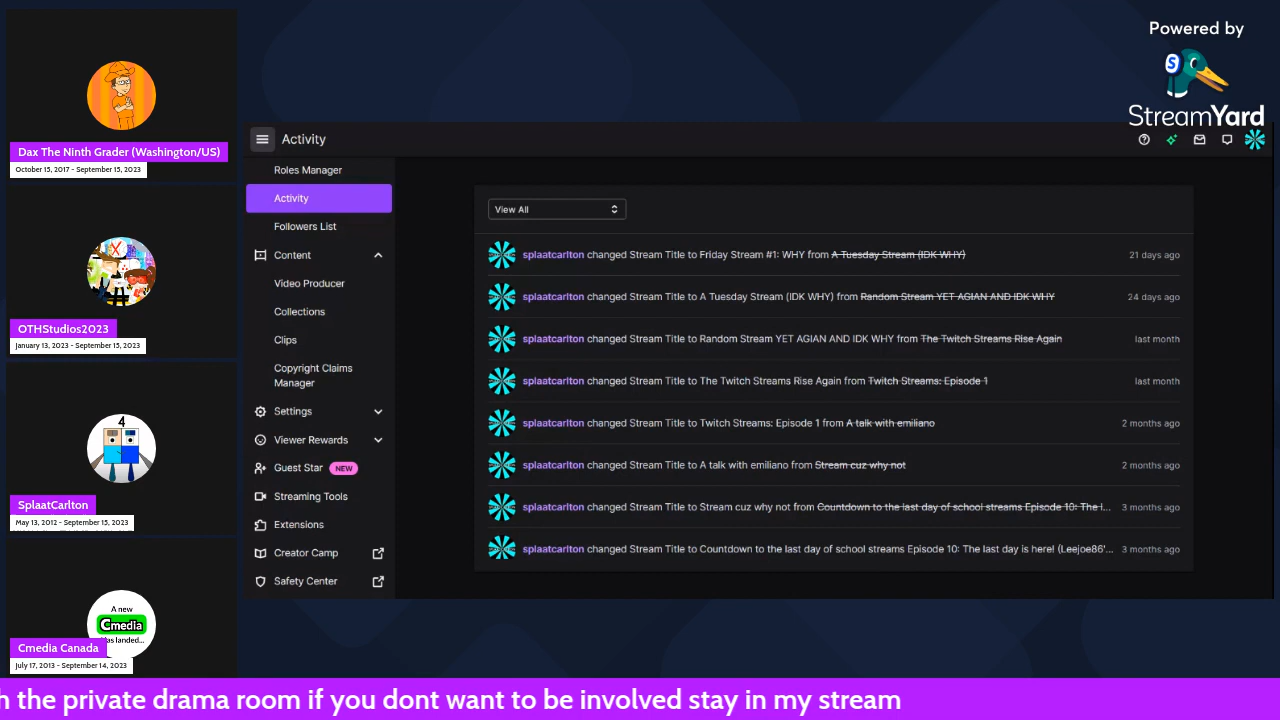 Powered by
S
StreamYard
Dax The Ninth Grader (Washington/US)
October 15, 2017 - September 15, 2023
X
OTHStudios2023
January 13, 2023 - September 15, 2023
4
SplaatCarlton
May 13, 2012 - September 15, 2023
A new
Cmedia
has landed...
Cmedia Canada
July 17, 2013 - September 14, 2023
Activity
Roles Manager
Activity
Followers List
Content
Video Producer
Collections
Clips
Copyright Claims
Manager
Settings
Viewer Rewards
Guest Star NEW
Streaming Tools
Extensions
Creator Camp
Safety Center
View All
splaatcarlton changed Stream Title to Friday Stream #1: WHY from A Tuesday Stream (IDK WHY) 21 days ago
splaatcarlton changed Stream Title to A Tuesday Stream (IDK WHY) from Random Stream YET AGIAN AND IDK WHY 24 days ago
splaatcarlton changed Stream Title to Random Stream YET AGIAN AND IDK WHY from The Twitch Streams Rise Again last month
splaatcarlton changed Stream Title to The Twitch Streams Rise Again from Twitch Streams: Episode 1 last month
splaatcarlton changed Stream Title to Twitch Streams: Episode 1 from A talk with emiliano 2 months ago
splaatcarlton changed Stream Title to A talk with emiliano from Stream cuz why not 2 months ago
splaatcarlton changed Stream Title to Stream cuz why not from Countdown to the last day of school streams Episode 10: The l... 3 months ago
splaatcarlton changed Stream Title to Countdown to the last day of school streams Episode 10: The last day is here! (Leejoe86'... 3 months ago
h the private drama room if you dont want to be involved stay in my stream